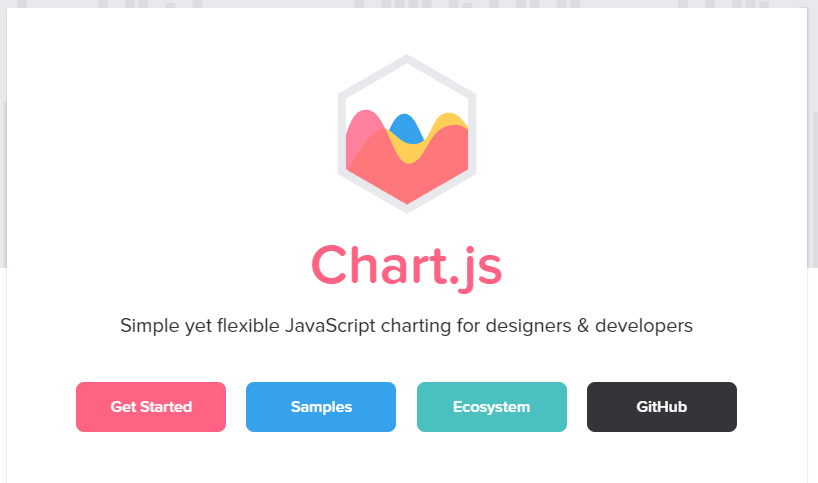 Chart.js
Simple yet flexible JavaScript charting for designers & developers
Get Started
Samples
Ecosystem
GitHub